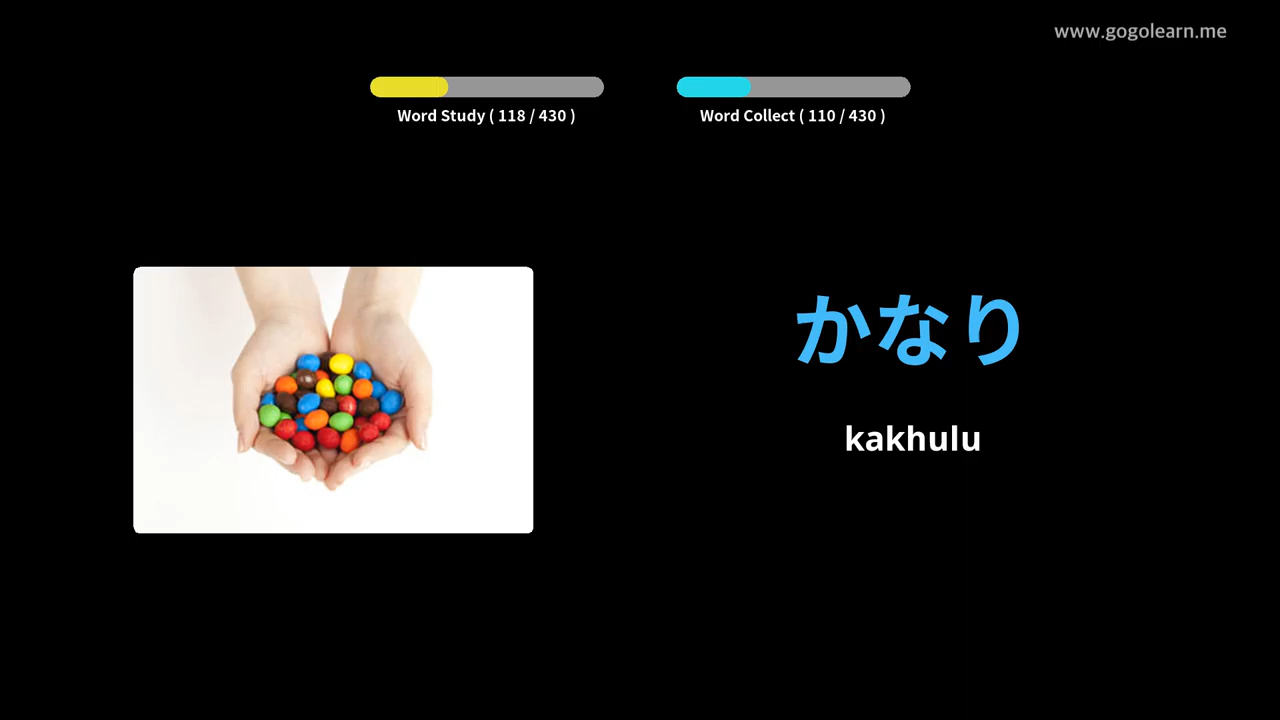 www.gogolearn.me
Word Study ( 118 / 430 )
Word Collect ( 110 / 430 )
かなり
kakhulu